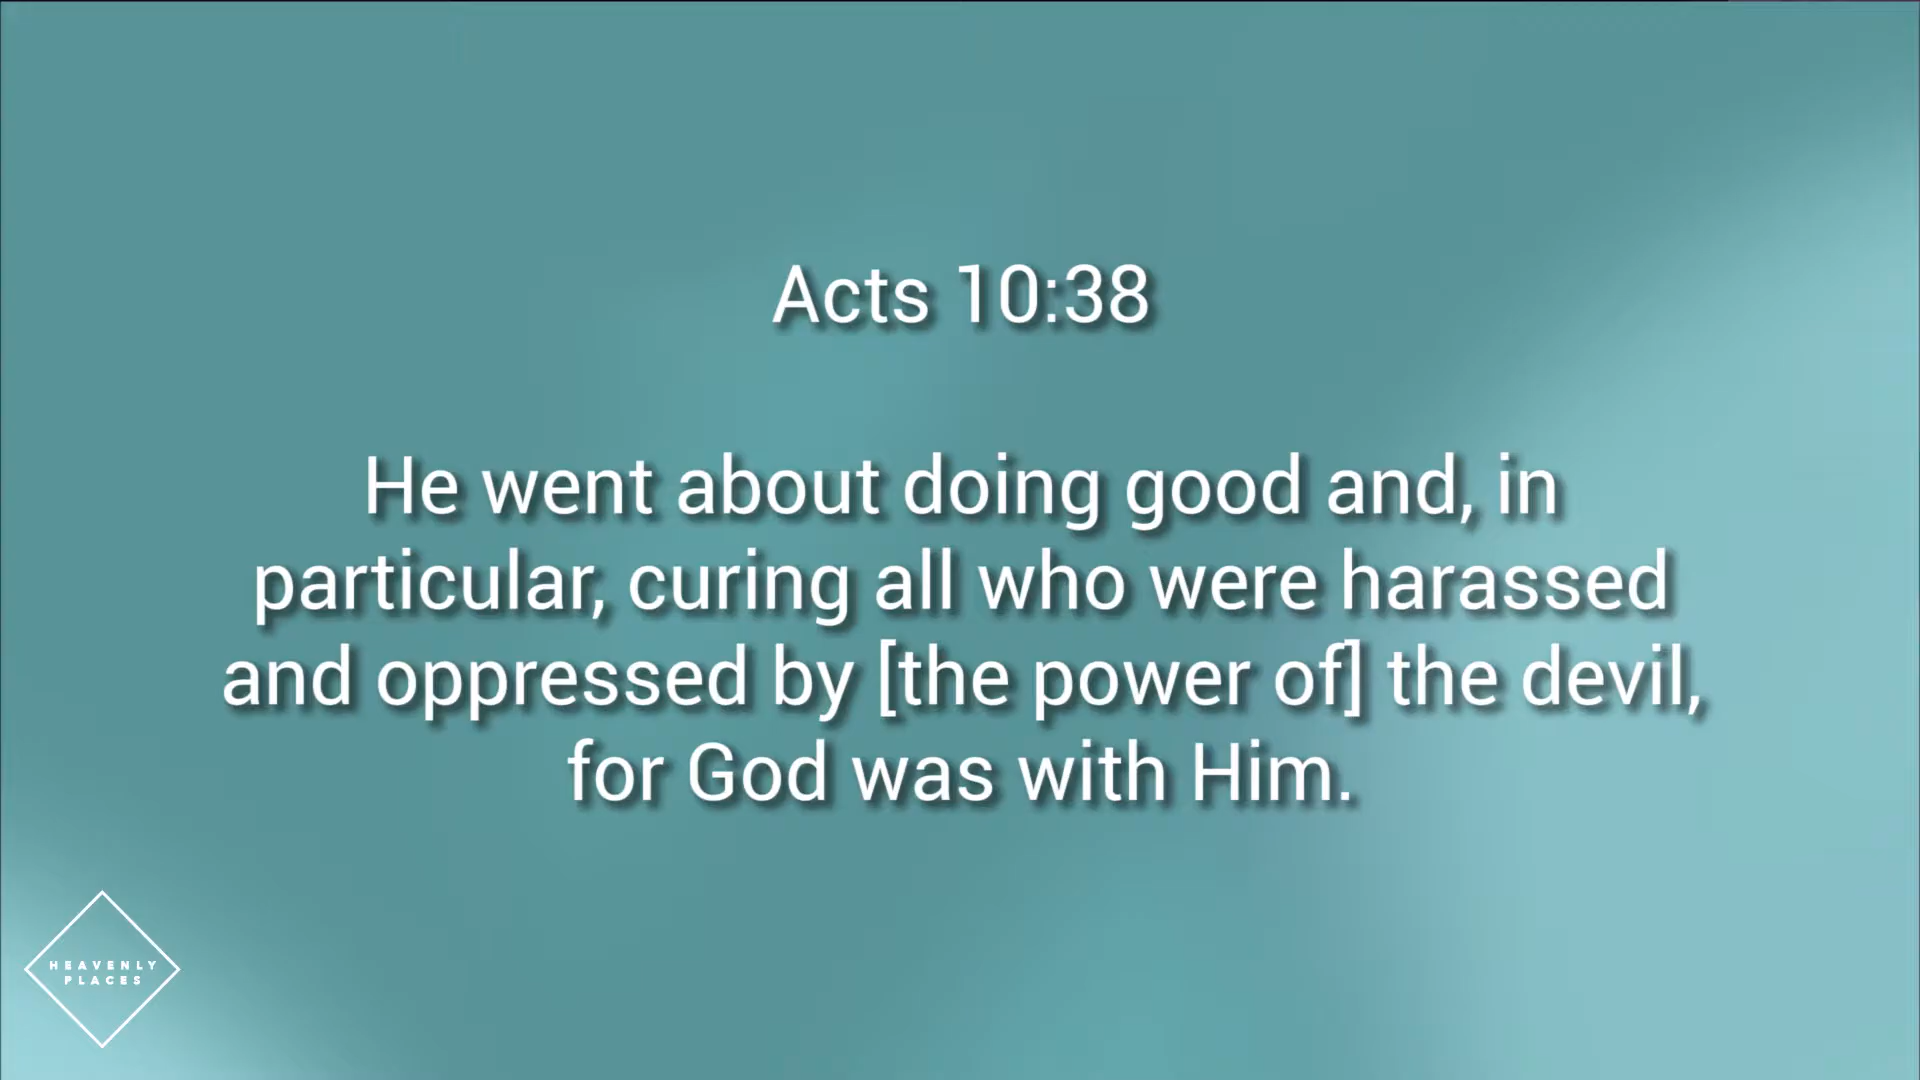 Acts 10:38
He went about doing good and, in
particular, curing all who were harassed
and oppressed by [the power of] the devil,
for God was with Him.
HEAVENLY
PLACES